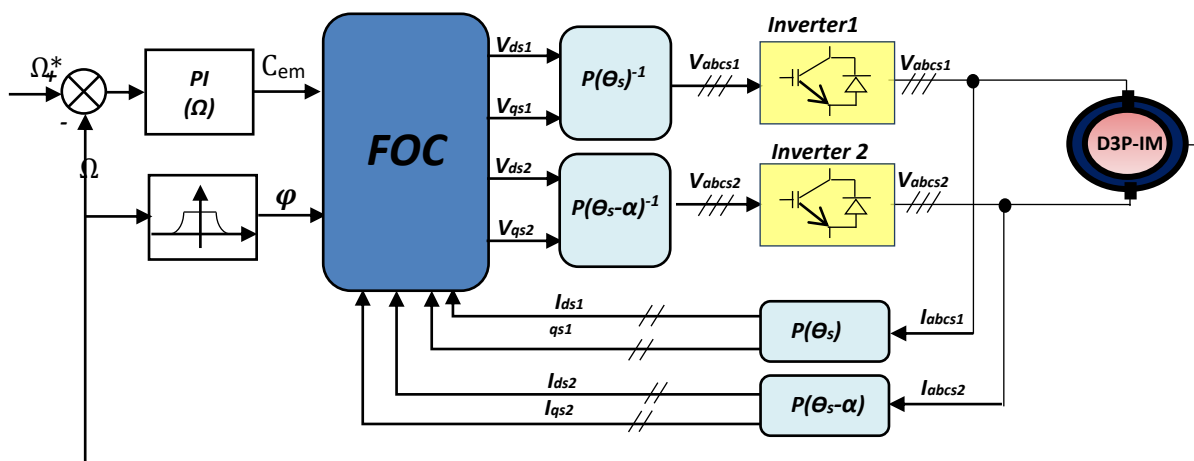 Ω*
+
-
Ω
PI
(Ω)
Cem
φ
FOC
Vds1
Vqs1
Vds2
Vqs2
P(Θs)-1
P(Θs-α)-1
Vabcs1
Vabcs2
Inverter1
Inverter 2
Vabcs1
Vabcs2
D3P-IM
Ids1
qs1
Ids2
Iqs2
P(Θs)
P(Θs-α)
Iabcs1
Iabcs2